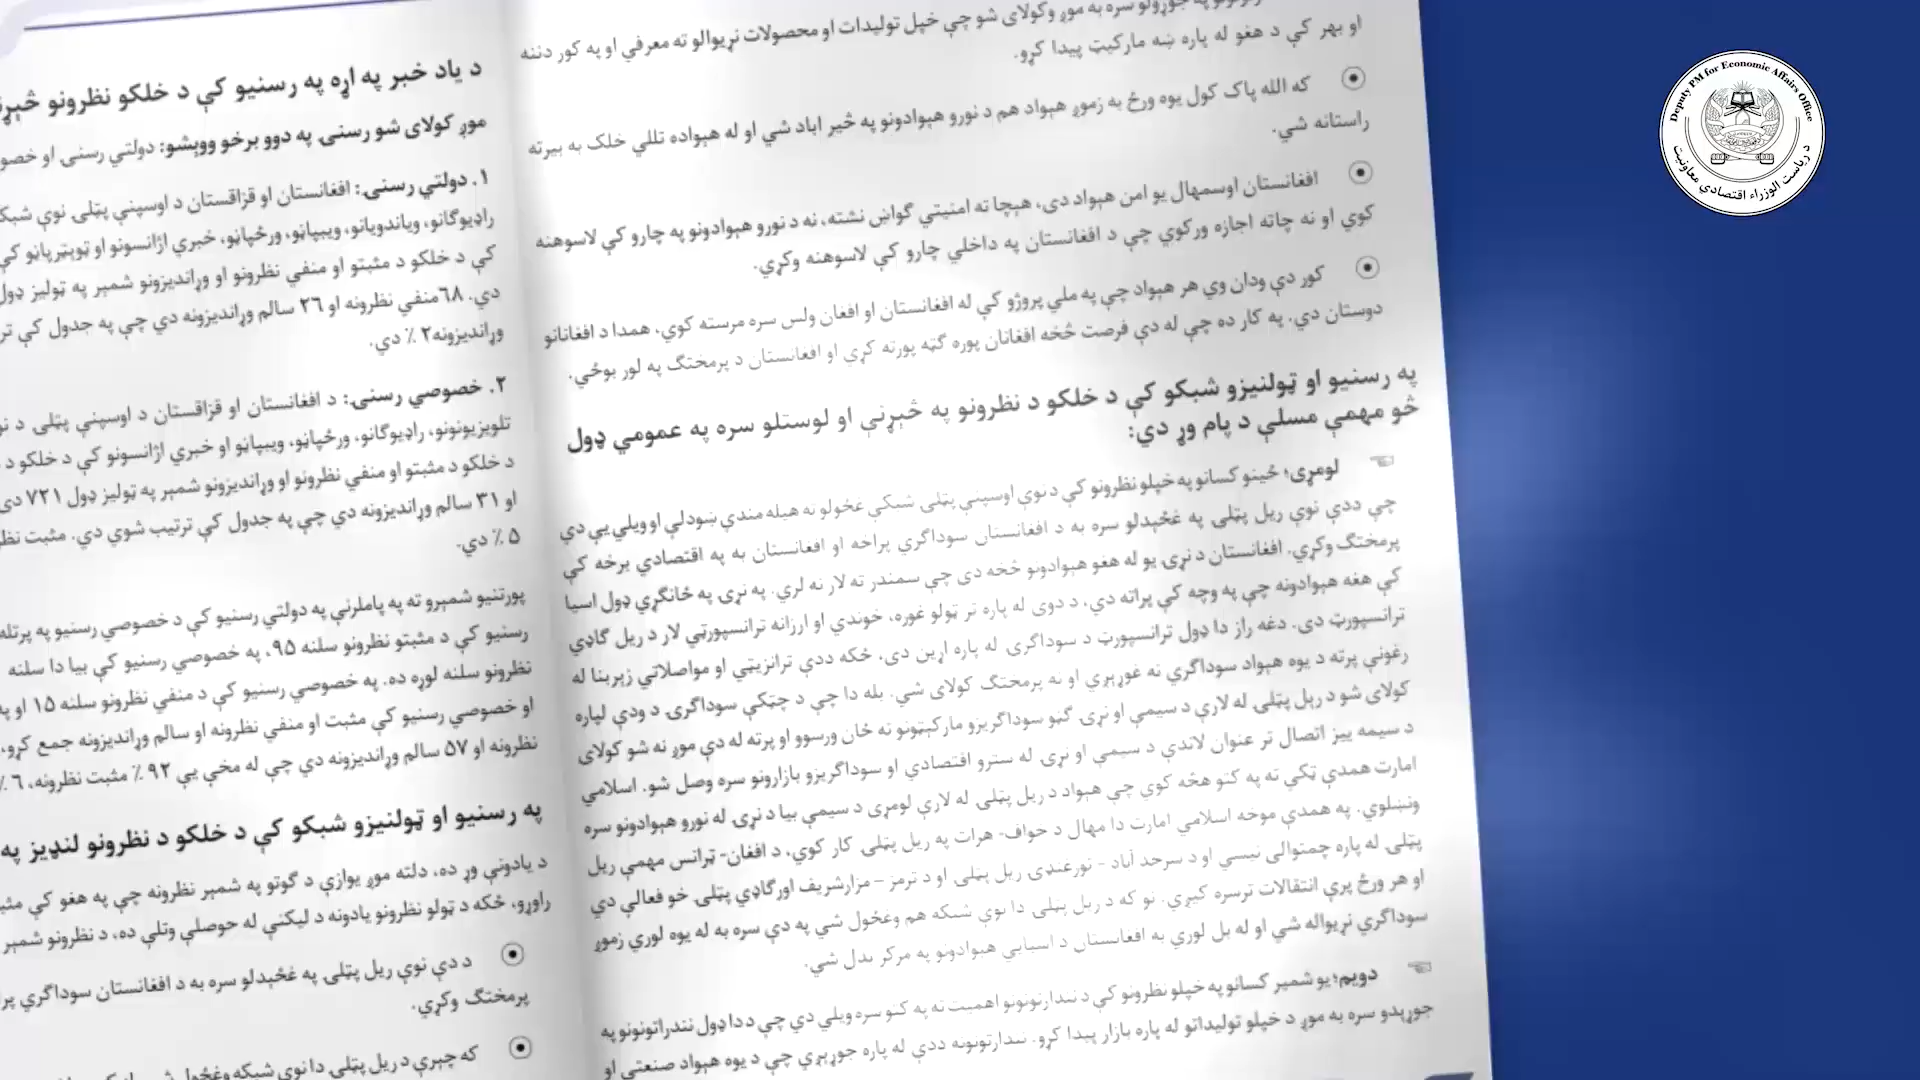 او بهر کې د هغو له پاره ښه مارکیټ پیدا کړو.
که الله پاک کول یوه ورځ به زموږ هېواد هم د نورو هېوادونو په څېر اباد شي او له هېواده تللي خلک به بېرته
راستانه شي.
افغانستان اوسمهال یو امن هېواد دی، هېچا ته امنیتي ګواښ نشته، نه د نورو هېوادونو په چارو کې لاسوهنه
کوي او نه چاته اجازه ورکوي چې د افغانستان په داخلي چارو کې لاسوهنه وکړي.
کور دې ودان وي هر هېواد چې په ملي پروژو کې له افغانستان او افغان ولس سره مرسته کوي، همدا د افغانانو
دوستان دي. په کار ده چې له دې فرصت څخه افغانان پوره ګټه پورته کړي او افغانستان د پرمختګ په لور بوځي.
په رسنیو او ټولنیزو شبکو کې د خلکو د نظرونو په څېړنې او لوستلو سره په عمومي ډول
څو مهمې مسلې د پام وړ دي:
لومړی؛ ځینو کسانو په خپلو نظرونو کې د نوې اوسپنې پټلۍ شبکې غځولو ته هیله مندې ښودلې او ویلي یې دي
چې ددې نوې ریل پټلۍ په غځېدلو سره به د افغانستان سوداګري پراخه او افغانستان به په اقتصادي برخه کې
پرمختګ وکړي. افغانستان د نړۍ یو له هغو هېوادونو څخه دی چې سمندر ته لار نه لري. په نړۍ په ځانګړې ډول اسیا
کې هغه هېوادونه چې په وچه کې پراته دي، د دوی له پاره تر ټولو غوره، خوندي او ارزانه ترانسپورټي لار د ریل ګاډي
ترانسپورټ دی. دغه راز دا ډول ترانسپورټ د سوداګرۍ له پاره اړین دی، ځکه ددې ترانزیټي او مواصلاتي زېربنا له
رغونې پرته د یوه هېواد سوداګري نه غوړېږي او نه پرمختګ کولای شي. بله دا چې د چټکې سوداګرۍ د ودې لپاره
کولای شو د ریل پټلۍ له لارې د سیمې او نړۍ ګڼو سوداګریزو مارکېټونو ته ځان ورسوو او پرته له دې موږ نه شو کولای
د سیمه ییز اتصال تر عنوان لاندې د سیمې او نړۍ له سترو اقتصادي او سوداګریزو بازارونو سره وصل شو. اسلامي
امارت همدې ټکي ته په کتو هڅه کوي چې هېواد د ریل پټلۍ له لارې لومړی د سیمې بیا د نړۍ له نورو هېوادونو سره
ونښلوي. په همدې موخه اسلامي امارت دا مهال د خواف- هرات په ریل پټلۍ کار کوي، د افغان- ټرانس مهمې ریل
پټلۍ له پاره چمتوالی نیسي او د سرحد آباد – تورغنډۍ ریل پټلۍ او د ترمز – مزارشریف اورګاډي پټلۍ خو فعالې دي
او هر ورځ پرې انتقالات ترسره کیږي. نو که د ریل پټلۍ دا نوې شبکه هم وغځول شي په دې سره به له یوه لوري زموږ
سوداګري نړیواله شي او له بل لوري به افغانستان د اسیایي هېوادونو په مرکز بدل شي.
دویم؛ یو شمیر کسانو په خپلو نظرونو کې د نندارتونونو اهمیت ته په کتو سره ویلي دي چې د دا ډول نندراتونونو په
جوړېدو سره به موږ د خپلو تولیداتو له پاره بازار پیدا کړو. نندارتونونه ددې له پاره جوړېږي چې د یوه هېواد صنعتي او
د یاد خبر په اړه په رسنیو کې د خلکو نظرونو
موږ کولای شو رسنۍ په دوو برخو ووېشو: دولتي رسنۍ او
۱. دولتي رسنۍ: افغانستان او قزاقستان د اوسپنې پټلۍ نوې
راډیوګانو، ویاندویانو، ویبپاڼو، ورځپاڼو، خبري اژانسونو او ټویټرپاڼو کې
کې د خلکو د مثبتو او منفي نظرونو او وړاندیزونو شمېر په ټولیز ډول
دي. ۶۸منفي نظرونه او ۲۶ سالم وړاندیزونه دي چې په جدول کې
وړاندیزونه ۲ ٪ دي.
۲. خصوصي رسنۍ: د افغانستان او قزاقستان د اوسپنې پټلۍ د
تلویزیونونو، راډیوګانو، ورځپاڼو، ویبپاڼو او خبري اژانسونو کې د خلکو د
د خلکو د مثبتو او منفي نظرونو او وړاندیزونو شمېر په ټولیز ډول ۷۲۱
او ۳۱ سالم وړاندیزونه دي چې په جدول کې ترتیب شوي دي. مثبت
۵ ٪ دي.
پورتنیو شمېرو ته په پاملرنې په دولتي رسنیو کې د خصوصي رسنیو په پرتله
رسنیو کې د مثبتو نظرونو سلنه ۹۵، په خصوصي رسنیو کې بیا دا سلنه
نظرونو سلنه لوړه ده. په خصوصي رسنیو کې د منفي نظرونو سلنه ۱۵ او
او خصوصي رسنیو کې مثبت او منفي نظرونه او سالم وړاندیزونه جمع کړو،
نظرونه او ۵۷ سالم وړاندیزونه دي چې له مخې یې ۹۲ ٪ مثبت نظرونه، ۶
په رسنیو او ټولنیزو شبکو کې د خلکو د نظرونو لنډیز په
د یادونې وړ ده، دلته موږ یوازې د ګوتو په شمېر نظرونه چې په هغو کې
راوړو، ځکه د ټولو نظرونو یادونه د لیکنې له حوصلې وتلې ده، د نظرونو شمېر
د دې نوې ریل پټلۍ په غځېدلو سره به د افغانستان سوداګري
پرمختګ وکړي.
که چېرې د ریل پټلۍ دا نوې شبکه وغځول
Deputy PM for Economic Affairs Office
د ریاست الوزراء اقتصادي معاونیت